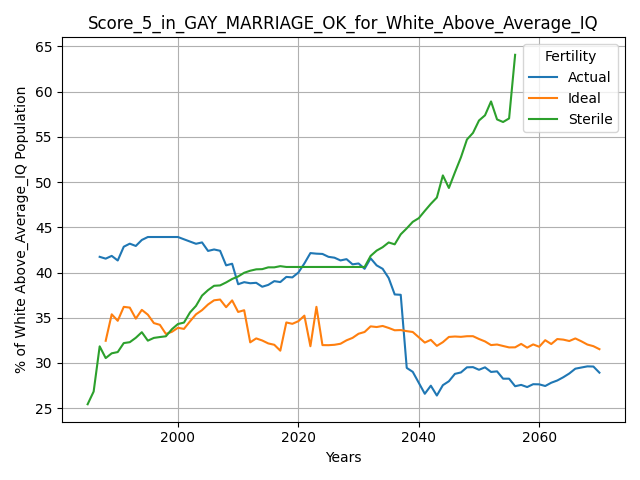 Score_5_in_GAY_MARRIAGE_OK_for_White_Above_Average_IQ
% of White Above_Average_IQ Population
65
60
55
50
45
40
35
30
25
Fertility
Actual
Ideal
Sterile
2000
2020
2040
2060
Years